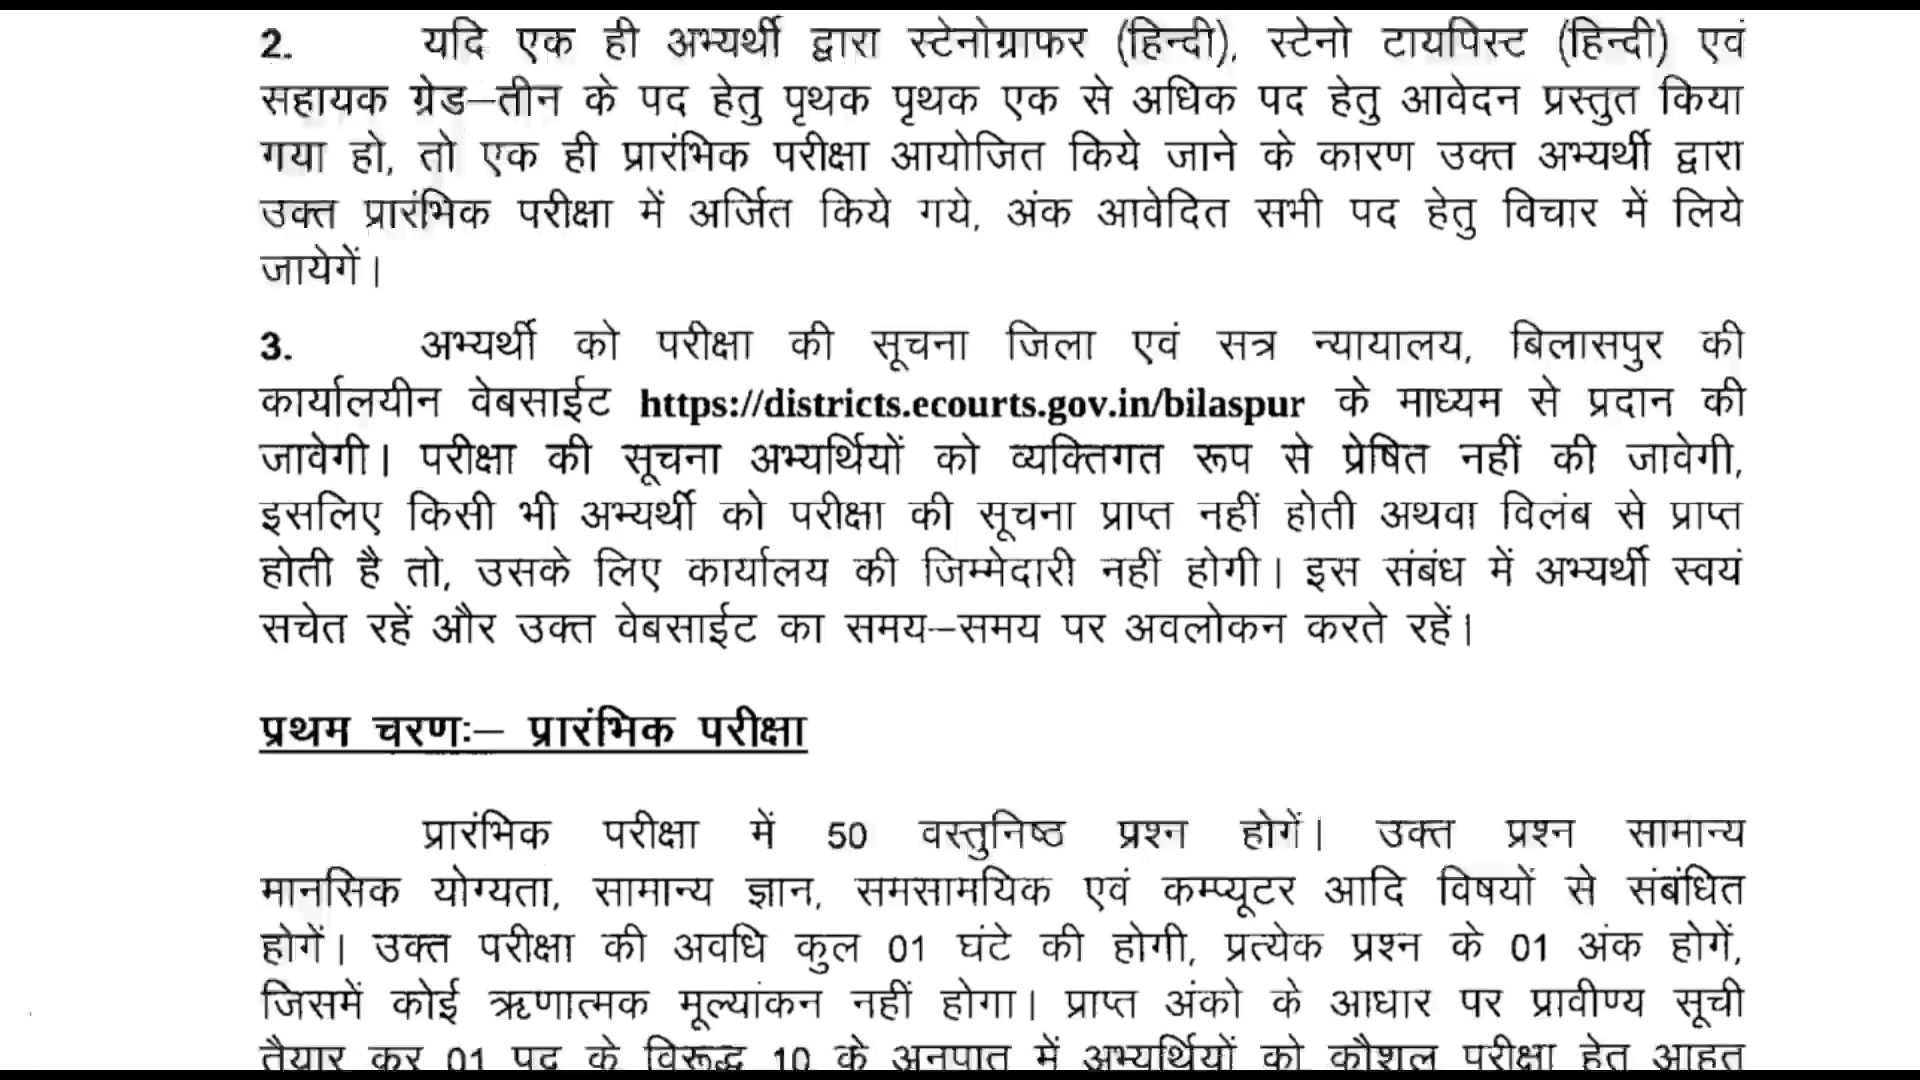 2. यदि एक ही अभ्यर्थी द्वारा स्टेनोग्राफर (हिन्दी), स्टेनो टायपिस्ट (हिन्दी) एवं
सहायक ग्रेड–तीन के पद हेतु पृथक पृथक एक से अधिक पद हेतु आवेदन प्रस्तुत किया
गया हो, तो एक ही प्रारंभिक परीक्षा आयोजित किये जाने के कारण उक्त अभ्यर्थी द्वारा
उक्त प्रारंभिक परीक्षा में अर्जित किये गये, अंक आवेदित सभी पद हेतु विचार में लिये
जायेगें।
3. अभ्यर्थी को परीक्षा की सूचना जिला एवं सत्र न्यायालय, बिलासपुर की
कार्यालयीन वेबसाईट https://districts.ecourts.gov.in/bilaspur के माध्यम से प्रदान की
जावेगी। परीक्षा की सूचना अभ्यर्थियों को व्यक्तिगत रूप से प्रेषित नहीं की जावेगी,
इसलिए किसी भी अभ्यर्थी को परीक्षा की सूचना प्राप्त नहीं होती अथवा विलंब से प्राप्त
होती है तो, उसके लिए कार्यालय की जिम्मेदारी नहीं होगी। इस संबंध में अभ्यर्थी स्वयं
सचेत रहें और उक्त वेबसाईट का समय–समय पर अवलोकन करते रहें।
प्रथम चरणः– प्रारंभिक परीक्षा
प्रारंभिक परीक्षा में 50 वस्तुनिष्ठ प्रश्न होगें। उक्त प्रश्न सामान्य
मानसिक योग्यता, सामान्य ज्ञान, समसामयिक एवं कम्प्यूटर आदि विषयों से संबंधित
होगें। उक्त परीक्षा की अवधि कुल 01 घंटे की होगी, प्रत्येक प्रश्न के 01 अंक होगें,
जिसमें कोई ऋणात्मक मूल्यांकन नहीं होगा। प्राप्त अंको के आधार पर प्रावीण्य सूची
तैयार कर 01 पद के विरूद्ध 10 के अनुपात में अभ्यर्थियों को कौशल परीक्षा हेतु आहूत